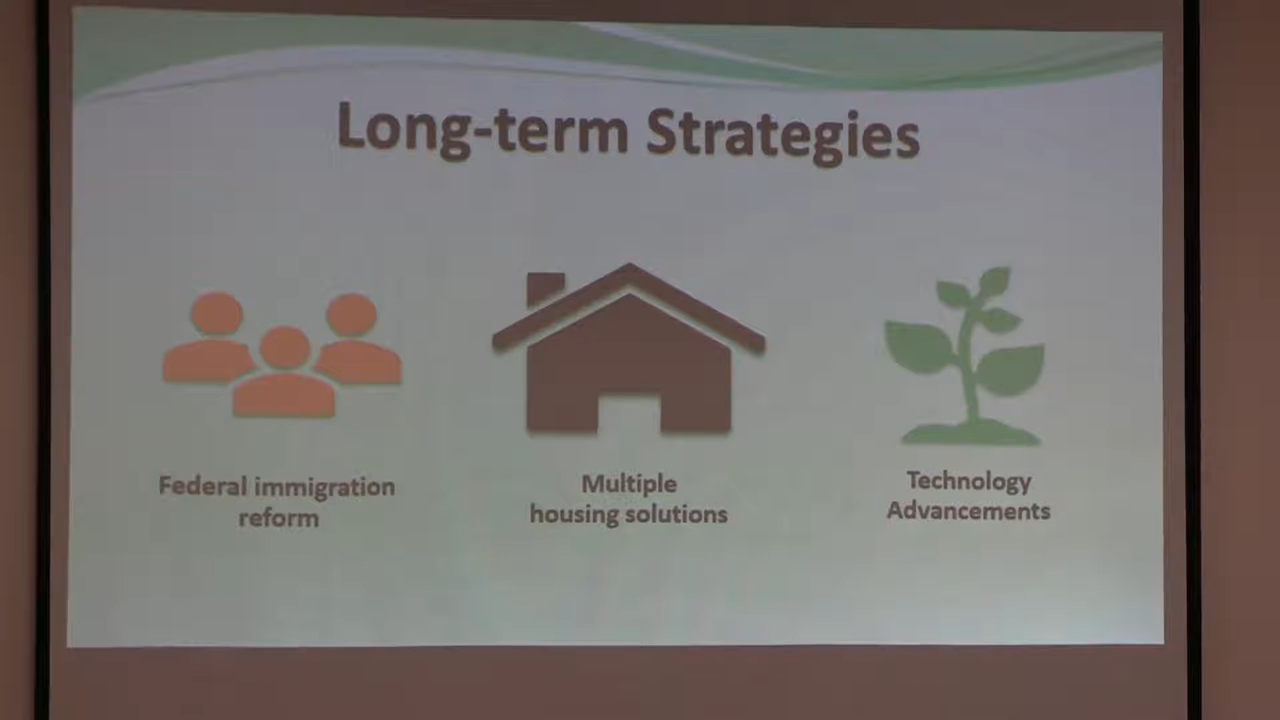 Long-term Strategies
Federal immigration
reform
Multiple
housing solutions
Technology
Advancements